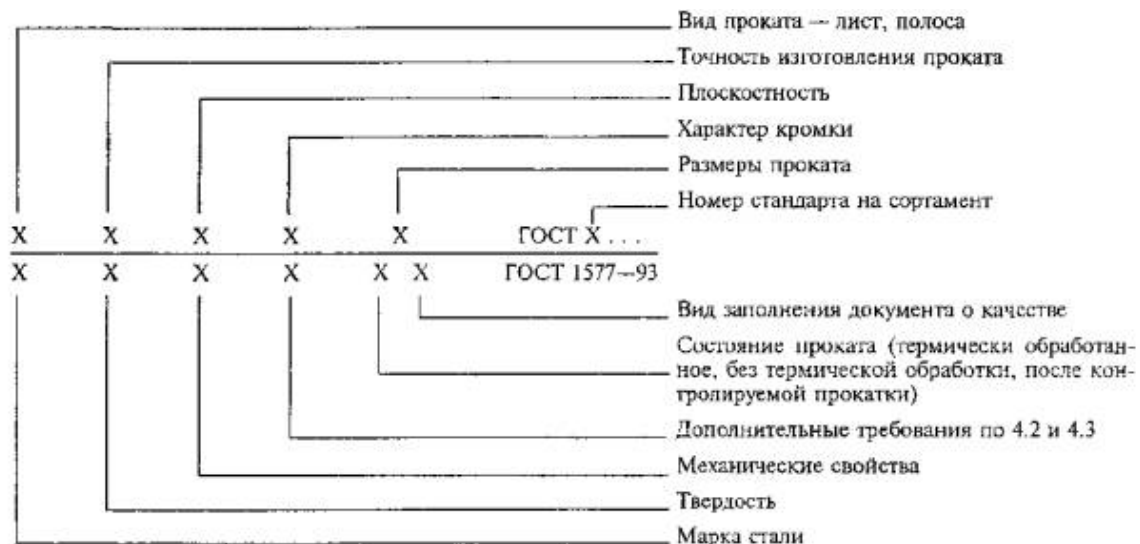 Вид проката — лист, полоса
Точность изготовления проката
Плоскостность
Характер кромки
Размеры проката
Номер стандарта на сортамент
X X X X X ГОСТ X . . .
X X X X X X ГОСТ 1577—93
Вид заполнения документа о качестве
Состояние проката (термически обработан-
ное, без термической обработки, после кон-
тролируемой прокатки)
Дополнительные требования по 4.2 и 4.3
Механические свойства
Твердость
Марка стали